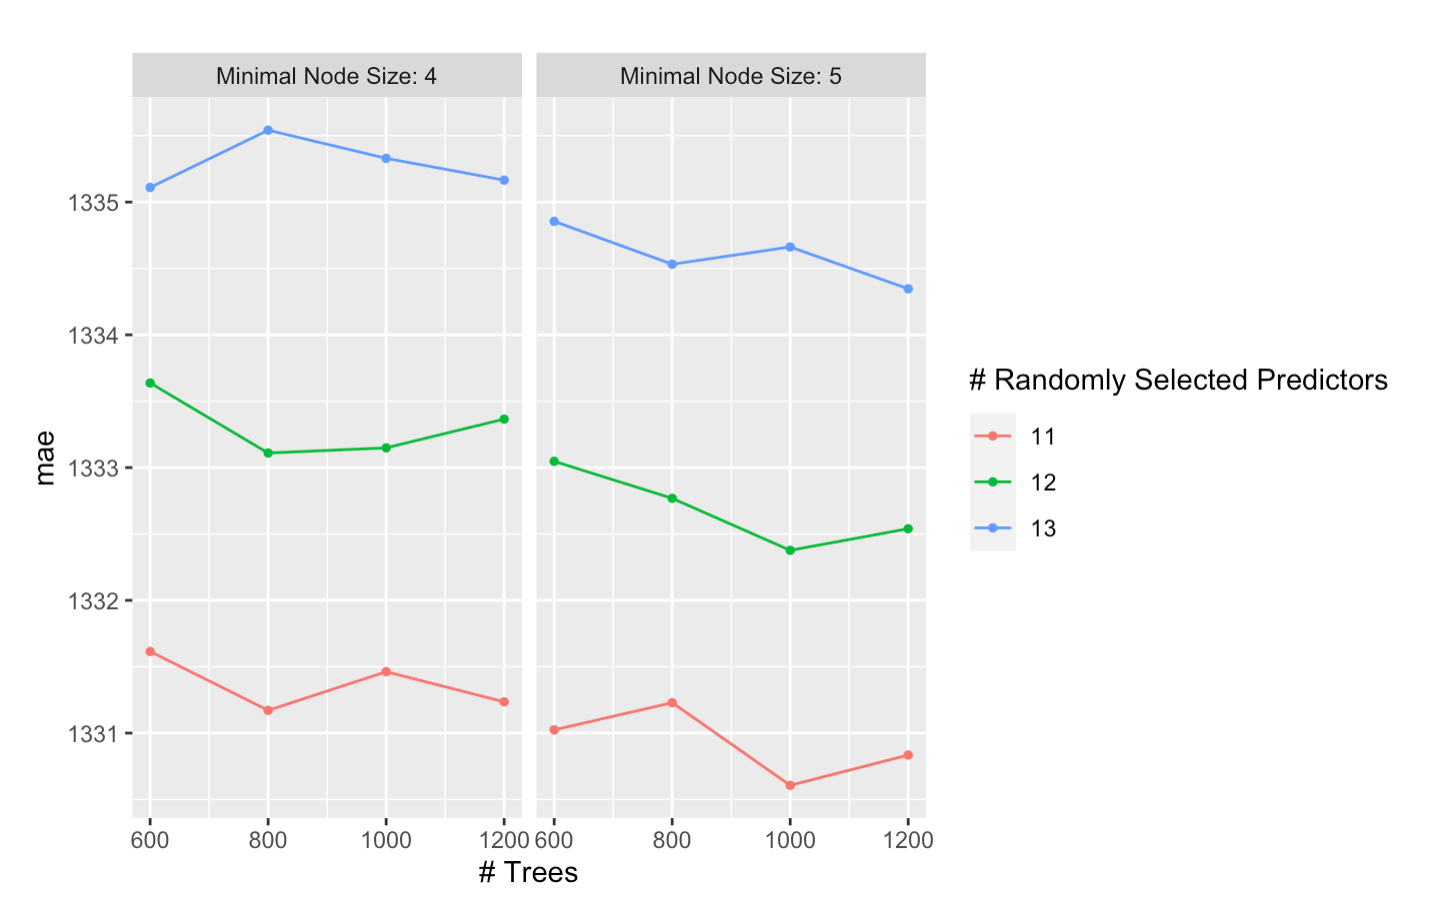 Minimal Node Size: 4
Minimal Node Size: 5
1335
1334
1333
1332
1331
mae
600 800 1000 1200 600 800 1000 1200
# Trees
# Randomly Selected Predictors
11
12
13